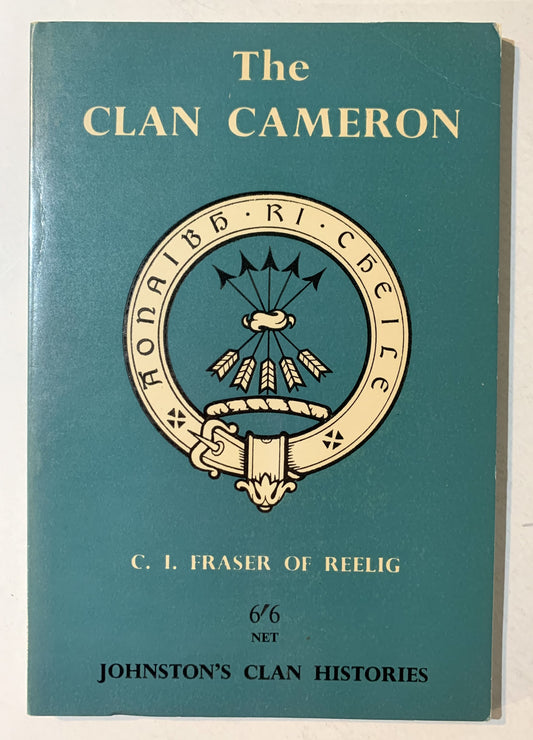 The
CLAN CAMERON
AONAIBH · RI · CHEILE
C. I. FRASER OF REELIG
6/6
NET
JOHNSTON'S CLAN HISTORIES